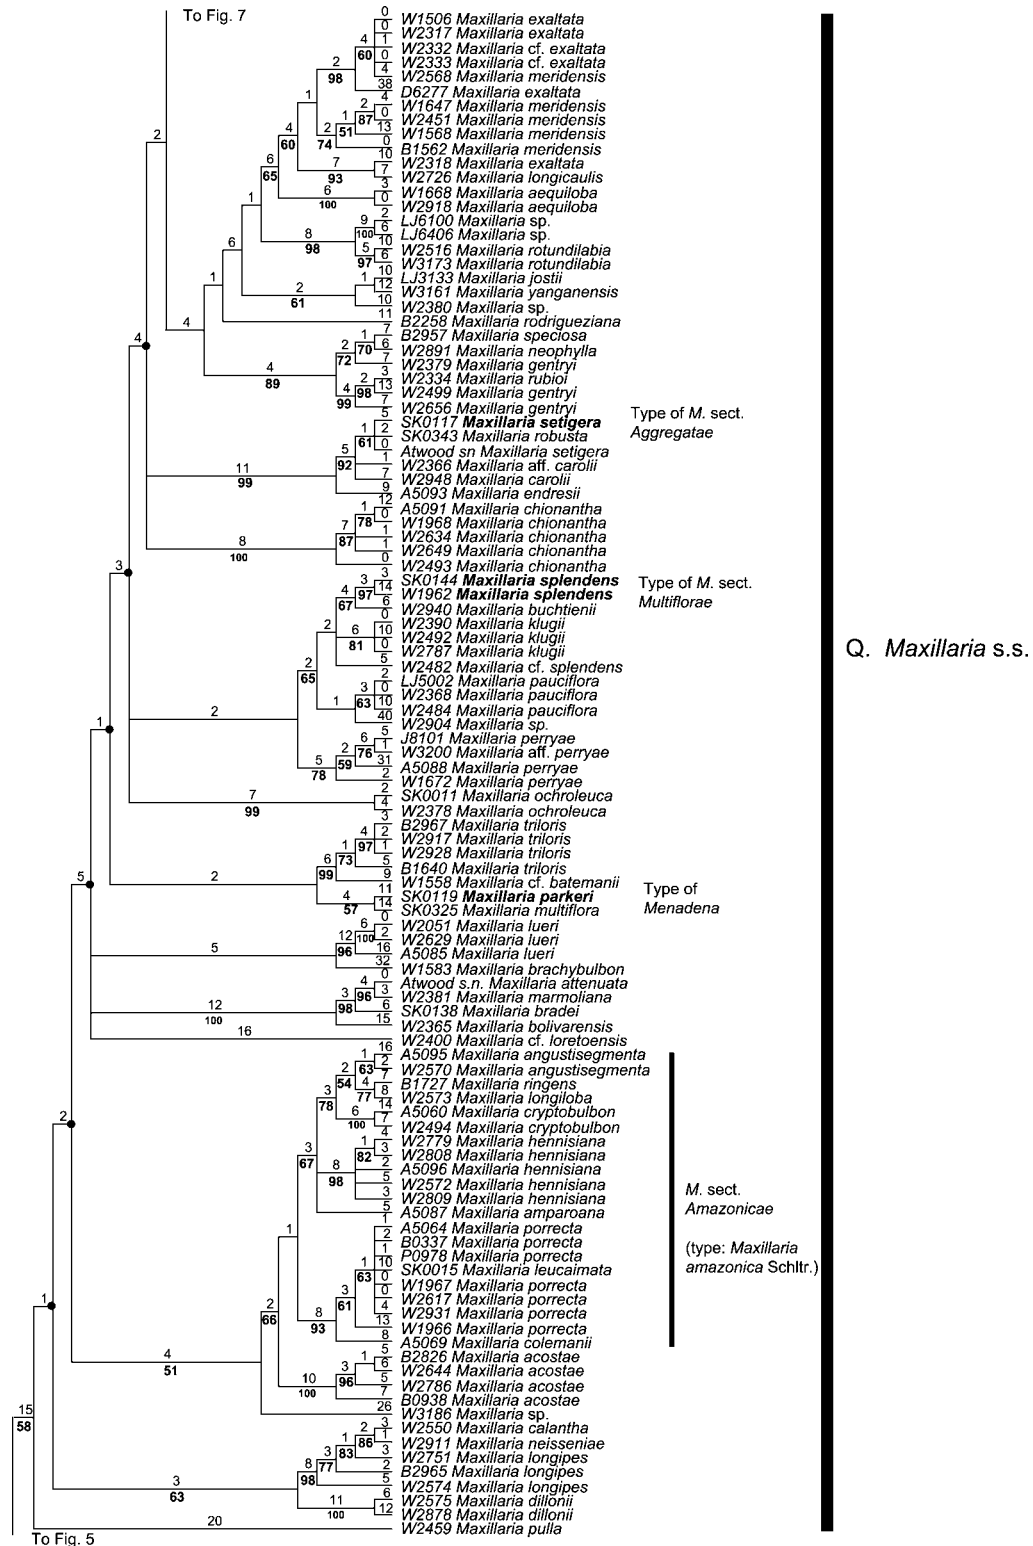 To Fig. 7
W1506 Maxillaria exaltata
W2317 Maxillaria exaltata
W2332 Maxillaria cf. exaltata
W2333 Maxillaria cf. exaltata
W2568 Maxillaria meridensis
D6277 Maxillaria exaltata
W1647 Maxillaria meridensis
W2451 Maxillaria meridensis
W1568 Maxillaria meridensis
B1562 Maxillaria meridensis
W2318 Maxillaria exaltata
W2726 Maxillaria longicaulis
W1668 Maxillaria aequiloba
W2918 Maxillaria aequiloba
LJ6100 Maxillaria sp.
LJ6406 Maxillaria sp.
W2516 Maxillaria rotundilabia
W3173 Maxillaria rotundilabia
LJ3133 Maxillaria jostii
W3161 Maxillaria yanganensis
W2380 Maxillaria sp.
B2258 Maxillaria rodrigueziana
B2957 Maxillaria speciosa
W2891 Maxillaria neophylla
W2379 Maxillaria gentryi
W2334 Maxillaria rubioi
W2499 Maxillaria gentryi
W2656 Maxillaria gentryi
SK0117 Maxillaria setigera
Type of M. sect.
Aggregatae
SK0343 Maxillaria robusta
Atwood sn Maxillaria setigera
W2366 Maxillaria aff. carolii
W2948 Maxillaria carolii
A5093 Maxillaria endresii
A5091 Maxillaria chionantha
W1968 Maxillaria chionantha
W2634 Maxillaria chionantha
W2649 Maxillaria chionantha
W2493 Maxillaria chionantha
SK0144 Maxillaria splendens
Type of M. sect.
Multiflorae
W1962 Maxillaria splendens
W2940 Maxillaria buchtienii
W2390 Maxillaria klugii
W2492 Maxillaria klugii
W2787 Maxillaria klugii
Q. Maxillaria s.s.
W2482 Maxillaria cf. splendens
LJ5002 Maxillaria pauciflora
W2368 Maxillaria pauciflora
W2484 Maxillaria pauciflora
W2904 Maxillaria sp.
J8101 Maxillaria perryae
W3200 Maxillaria aff. perryae
A5088 Maxillaria perryae
W1672 Maxillaria perryae
SK0011 Maxillaria ochroleuca
W2378 Maxillaria ochroleuca
B2967 Maxillaria triloris
W2917 Maxillaria triloris
W2928 Maxillaria triloris
B1640 Maxillaria triloris
W1558 Maxillaria cf. batemanii
SK0119 Maxillaria parkeri
Type of
Menadena
SK0325 Maxillaria multiflora
W2051 Maxillaria lueri
W2629 Maxillaria lueri
A5085 Maxillaria lueri
W1583 Maxillaria brachybulbon
Atwood s.n. Maxillaria attenuata
W2381 Maxillaria marmoliana
SK0138 Maxillaria bradei
W2365 Maxillaria bolivarensis
W2400 Maxillaria cf. loretoensis
A5095 Maxillaria angustisegmenta
W2570 Maxillaria angustisegmenta
B1727 Maxillaria ringens
W2573 Maxillaria longiloba
A5060 Maxillaria cryptobulbon
W2494 Maxillaria cryptobulbon
W2779 Maxillaria hennisiana
W2808 Maxillaria hennisiana
A5096 Maxillaria hennisiana
W2572 Maxillaria hennisiana
W2809 Maxillaria hennisiana
A5087 Maxillaria amparoana
M. sect.
Amazonicae
(type: Maxillaria
amazonica Schltr.)
A5064 Maxillaria porrecta
B0337 Maxillaria porrecta
P0978 Maxillaria porrecta
SK0015 Maxillaria leucaimata
W1967 Maxillaria porrecta
W2617 Maxillaria porrecta
W2931 Maxillaria porrecta
W1966 Maxillaria porrecta
A5069 Maxillaria colemanii
B2826 Maxillaria acostae
W2644 Maxillaria acostae
W2786 Maxillaria acostae
B0938 Maxillaria acostae
W3186 Maxillaria sp.
W2550 Maxillaria calantha
W2911 Maxillaria neisseniae
W2751 Maxillaria longipes
B2965 Maxillaria longipes
W2574 Maxillaria longipes
W2575 Maxillaria dillonii
W2878 Maxillaria dillonii
W2459 Maxillaria pulla
To Fig. 5